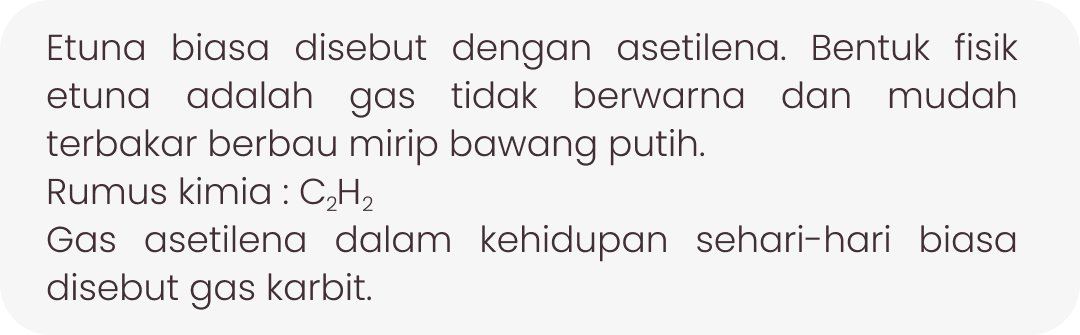 Etuna biasa disebut dengan asetilena. Bentuk fisik
etuna adalah gas tidak berwarna dan mudah
terbakar berbau mirip bawang putih.
Rumus kimia : C₂H₂
Gas asetilena dalam kehidupan sehari-hari biasa
disebut gas karbit.